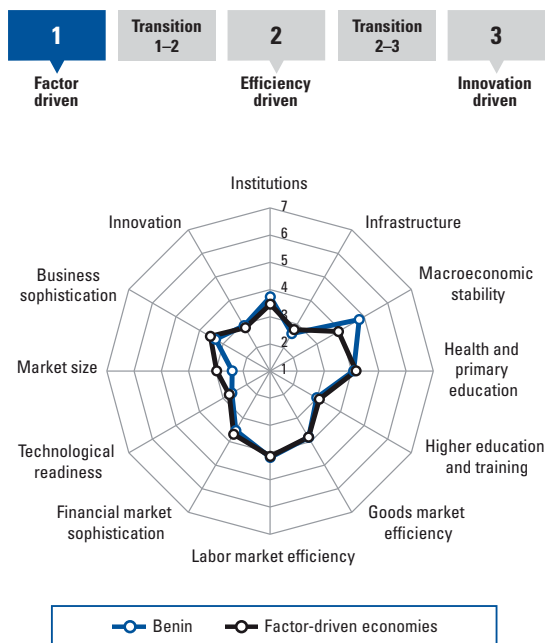 1
Transition
1–2
2
Transition
2–3
3
Factor
driven
Efficiency
driven
Innovation
driven
Institutions
7
6
5
4
3
2
1
Infrastructure
Macroeconomic
stability
Health and
primary
education
Higher education
and training
Goods market
efficiency
Labor market efficiency
Financial market
sophistication
Technological
readiness
Market size
Business
sophistication
Innovation
Benin
Factor-driven economies